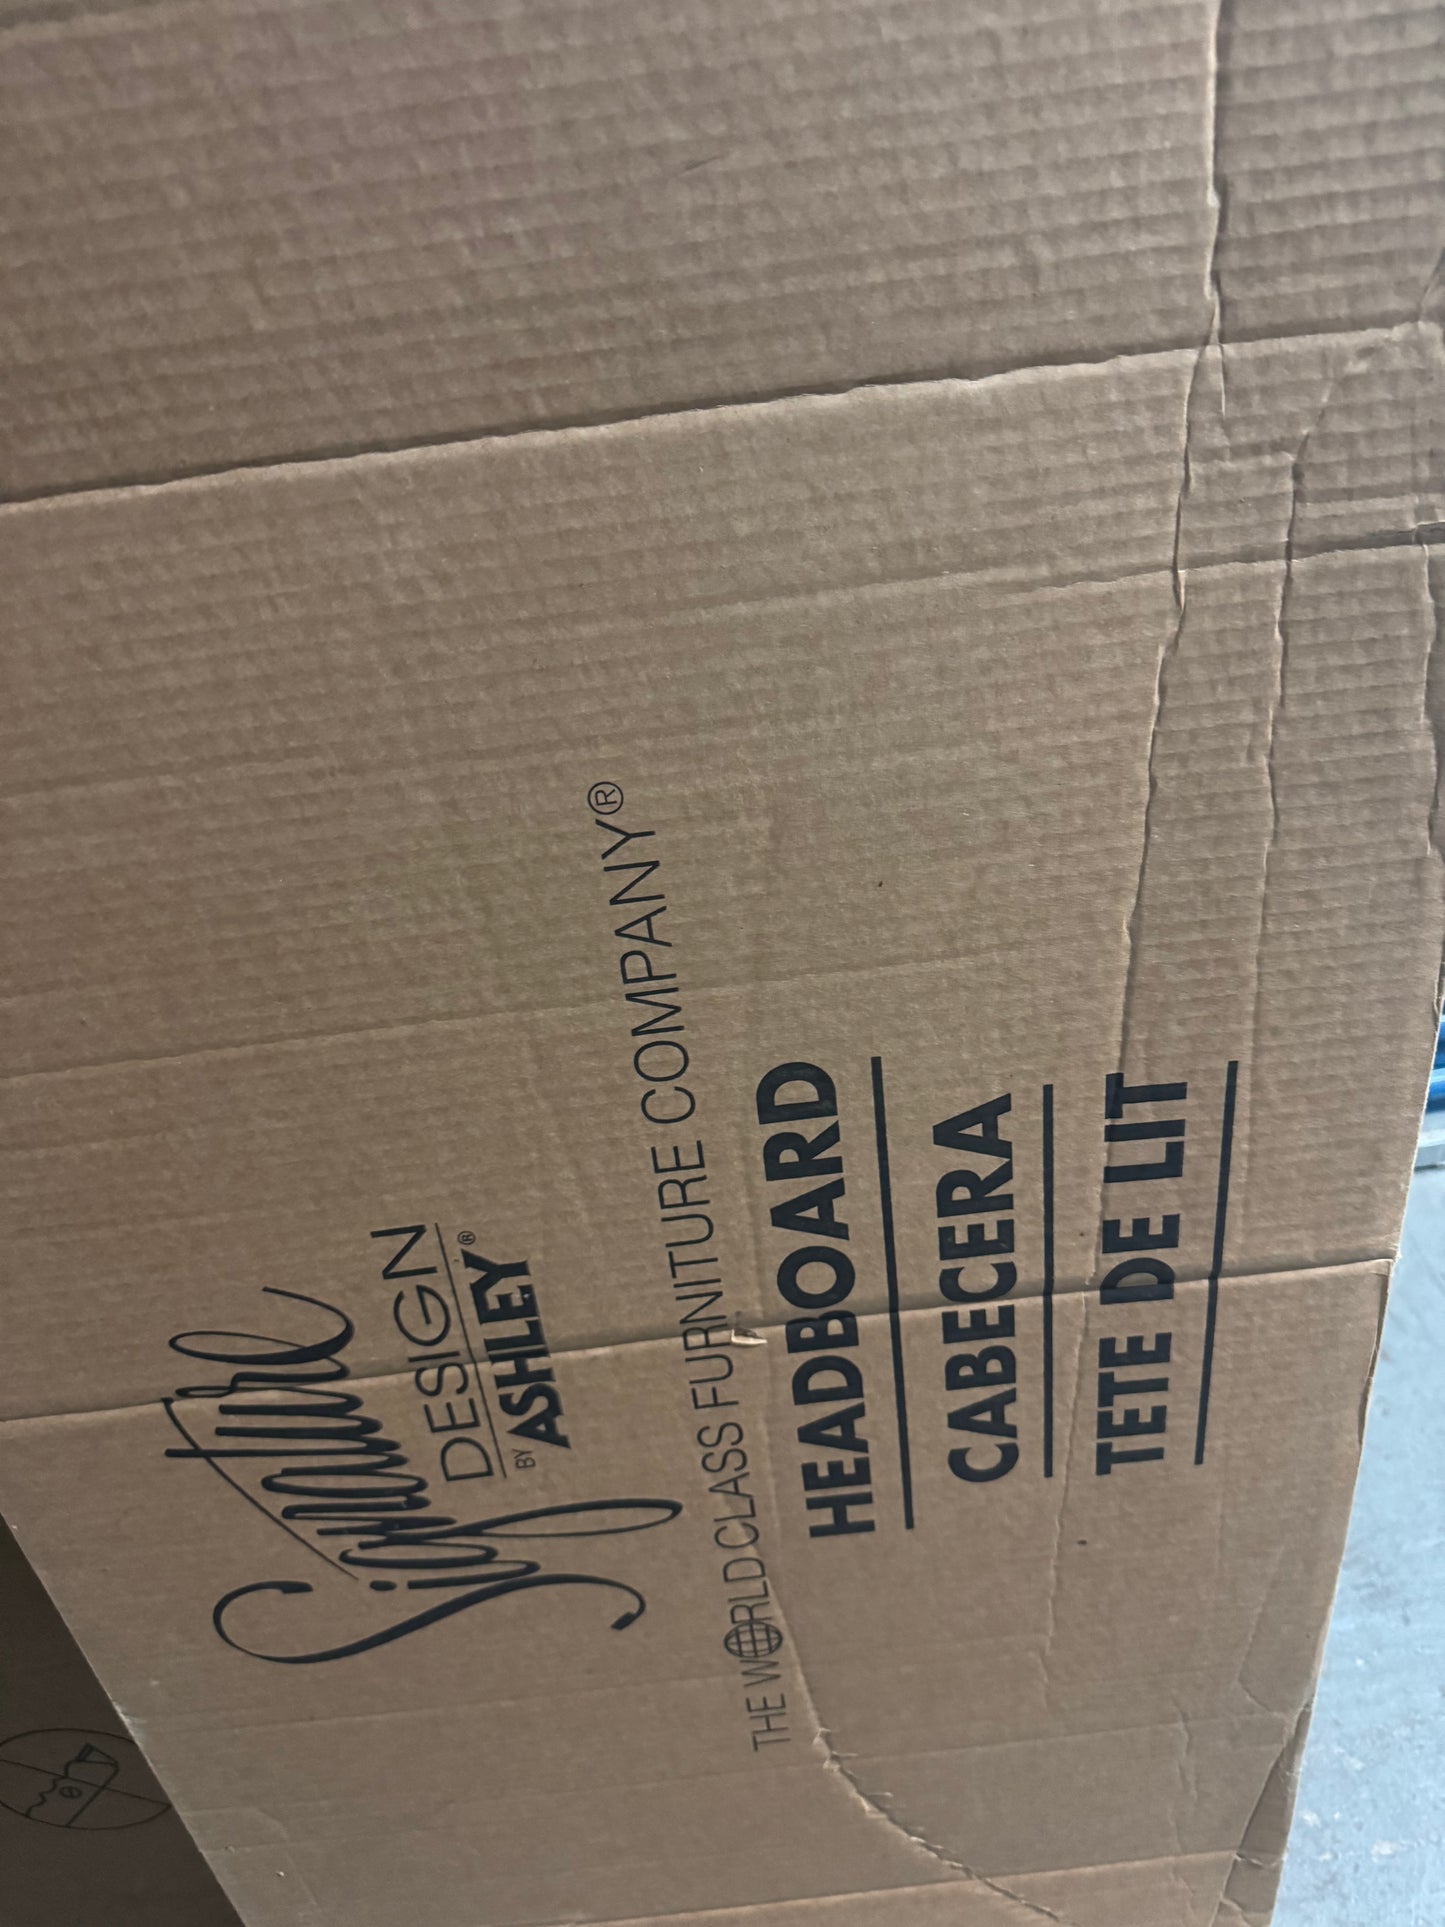 Signature
DESIGN
BY ASHLEY®
THE WORLD CLASS FURNITURE COMPANY®
HEADBOARD
CABECERA
TETE DE LIT